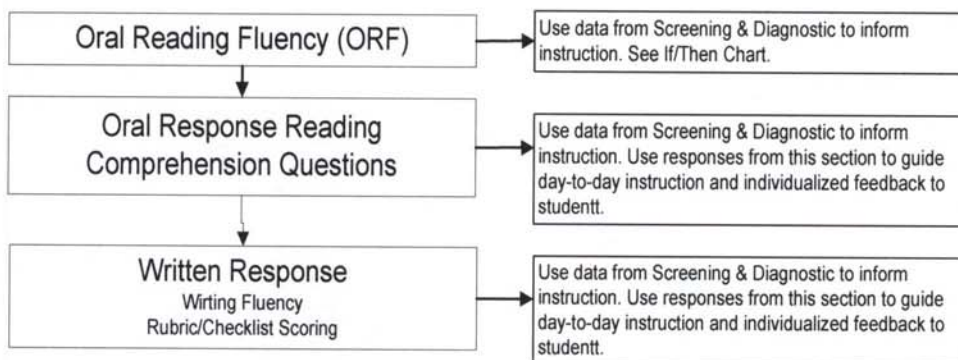 Oral Reading Fluency (ORF)
Use data from Screening & Diagnostic to inform
instruction. See If/Then Chart.
Oral Response Reading
Comprehension Questions
Use data from Screening & Diagnostic to inform
instruction. Use responses from this section to guide
day-to-day instruction and individualized feedback to
studentt.
Written Response
Wirting Fluency
Rubric/Checklist Scoring
Use data from Screening & Diagnostic to inform
instruction. Use responses from this section to guide
day-to-day instruction and individualized feedback to
studentt.